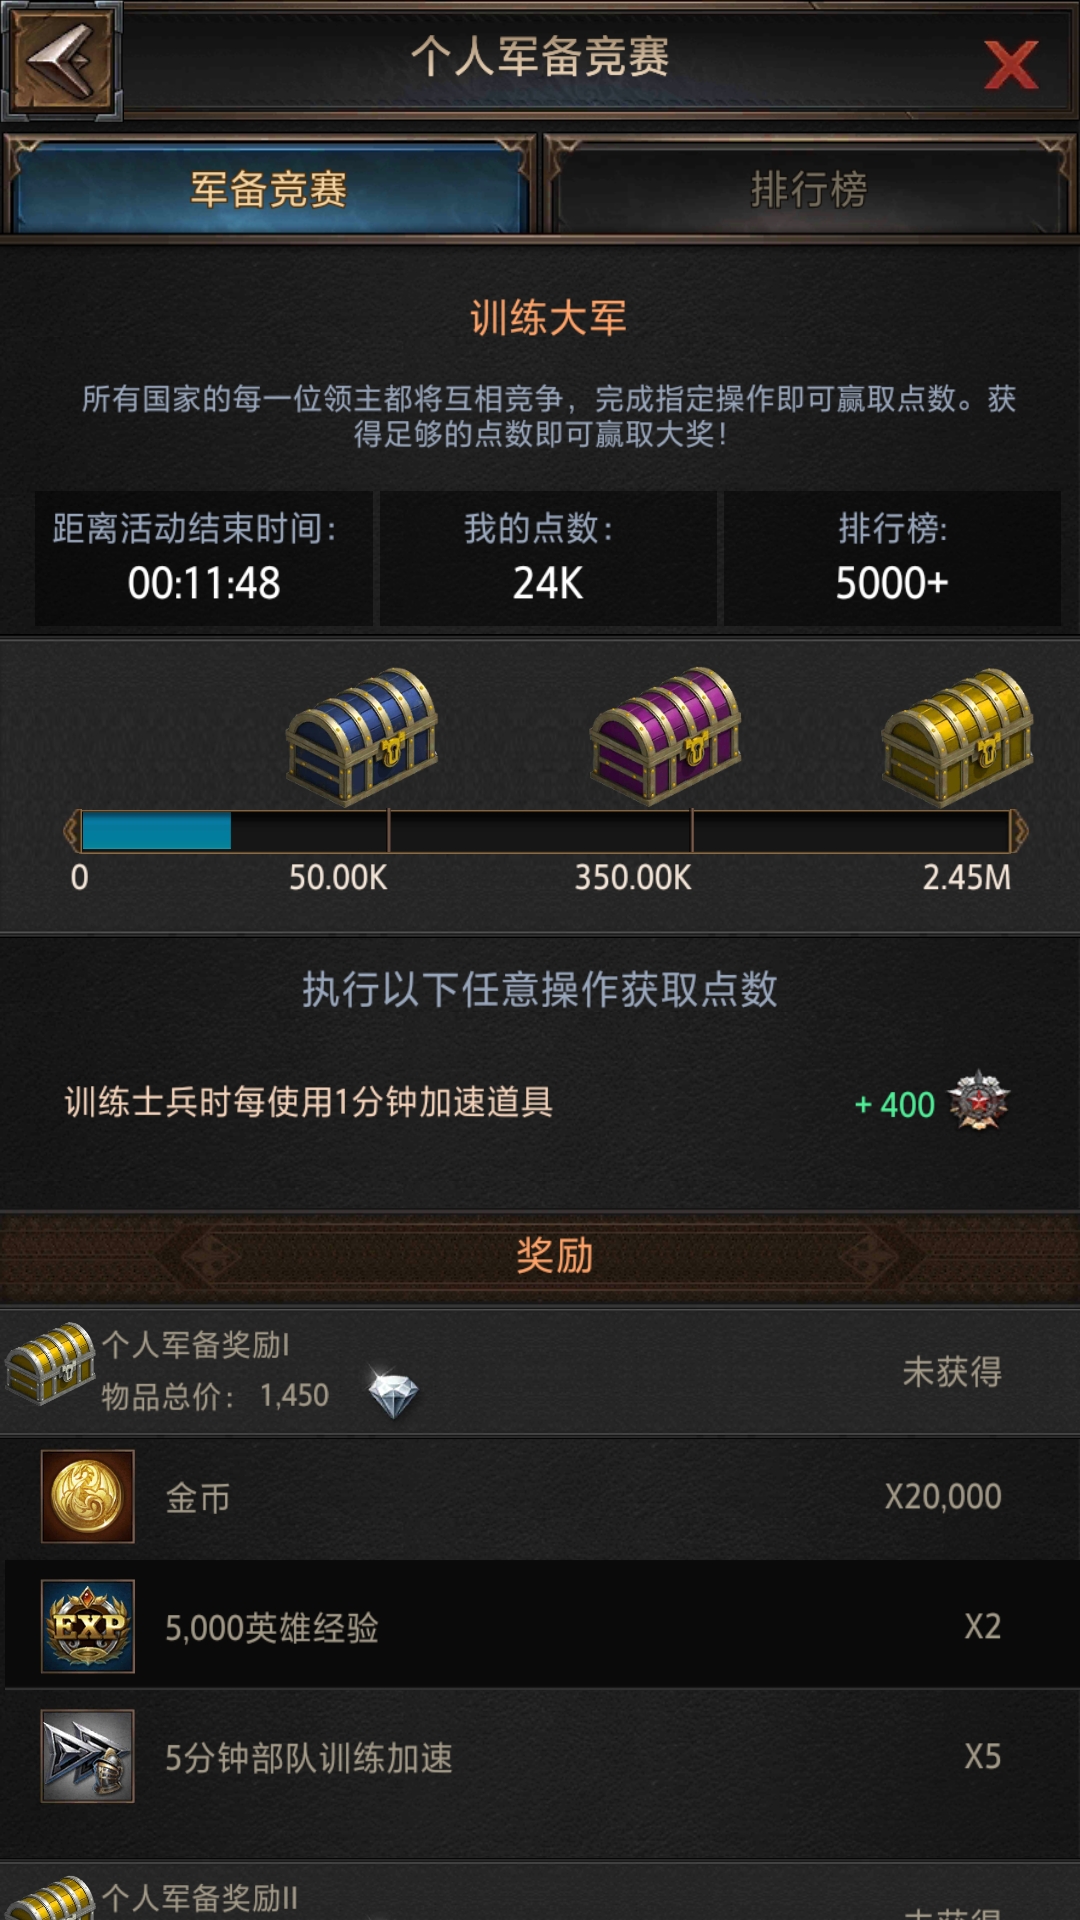 个人军备竞赛
军备竞赛
排行榜
训练大军
所有国家的每一位领主都将互相竞争，完成指定操作即可赢取点数。获
得足够的点数即可赢取大奖！
距离活动结束时间：
我的点数：
排行榜:
00:11:48
24K
5000+
0
50.00K
350.00K
2.45M
执行以下任意操作获取点数
训练士兵时每使用1分钟加速道具
+ 400
奖励
个人军备奖励I
物品总价： 1,450
未获得
金币
X20,000
EXP
5,000英雄经验
X2
5分钟部队训练加速
X5
个人军备奖励II
未获得